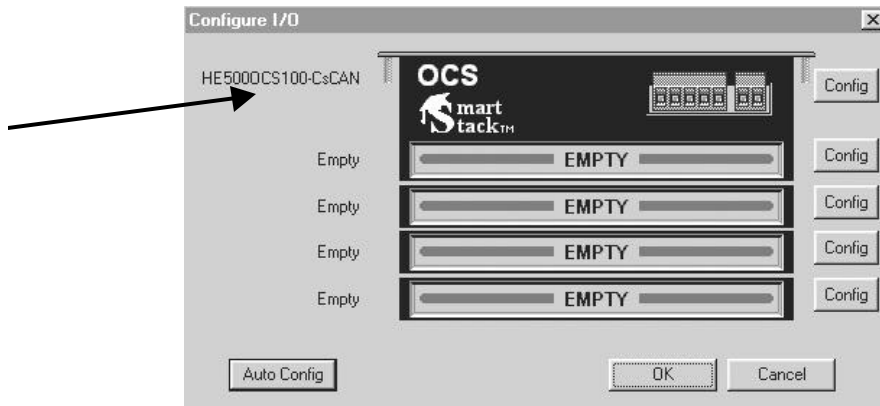 Configure I/O
HE500OCS100-CsCAN
OCS
Smart
Stack™
Config
Empty
EMPTY
Config
Empty
EMPTY
Config
Empty
EMPTY
Config
Empty
EMPTY
Config
Auto Config
OK
Cancel